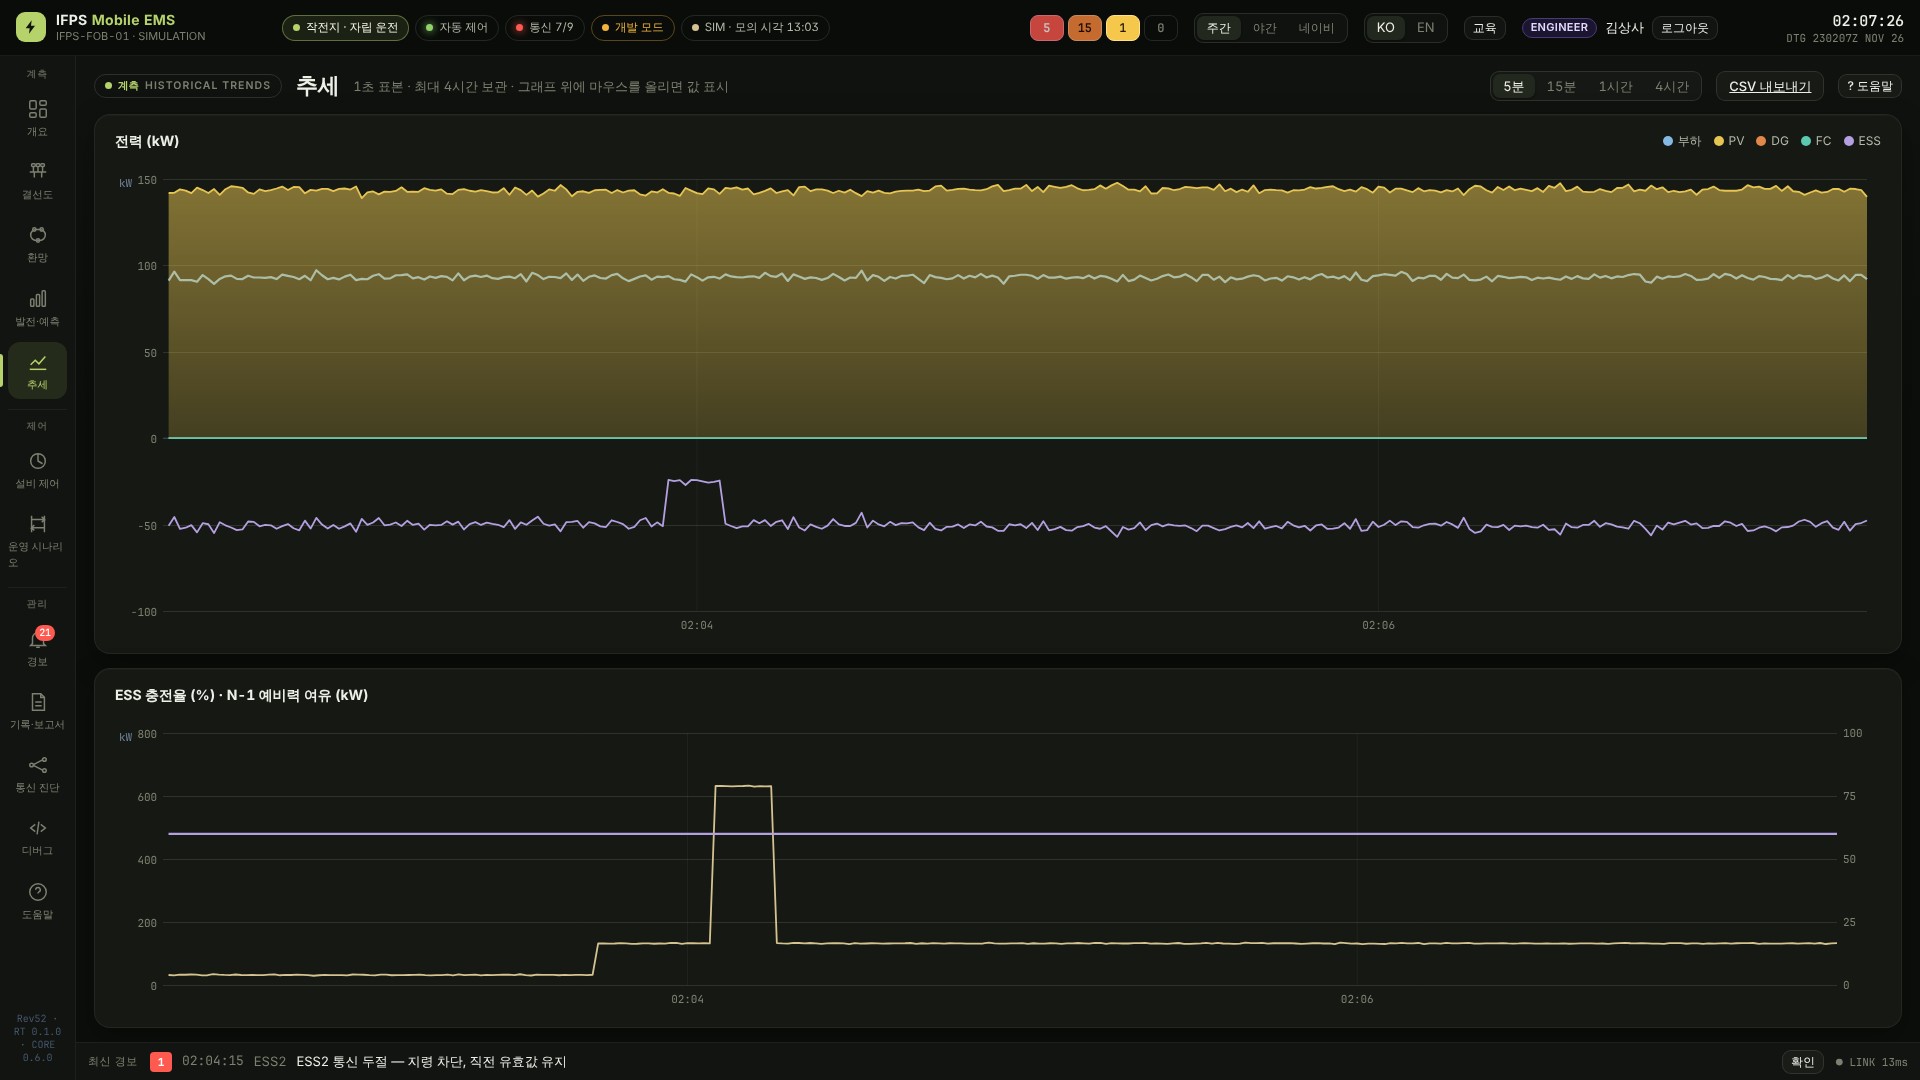 IFPS Mobile EMS
IFPS-FOB-01 · SIMULATION
작전지 · 자립 운전
자동 제어
통신 7/9
개발 모드
SIM · 모의 시각 13:03
5
15
1
0
주간
야간
네이비
KO
EN
교육
ENGINEER
김상사
로그아웃
02:07:26
DTG 230207Z NOV 26
계측
개요
결선도
환망
발전·예측
추세
제어
설비 제어
운영 시나리
오
관리
21
경보
기록·보고서
통신 진단
디버그
도움말
Rev52 ·
RT 0.1.0
· CORE
0.6.0
계측 HISTORICAL TRENDS
추세
1초 표본 · 최대 4시간 보관 · 그래프 위에 마우스를 올리면 값 표시
5분
15분
1시간
4시간
CSV 내보내기
? 도움말
전력 (kW)
부하
PV
DG
FC
ESS
kW
150
100
50
0
-50
-100
02:04
02:06
ESS 충전율 (%) · N-1 예비력 여유 (kW)
kW
800
600
400
200
0
100
75
50
25
0
02:04
02:06
최신 경보
1
02:04:15
ESS2
ESS2 통신 두절 — 지령 차단, 직전 유효값 유지
확인
LINK 13ms